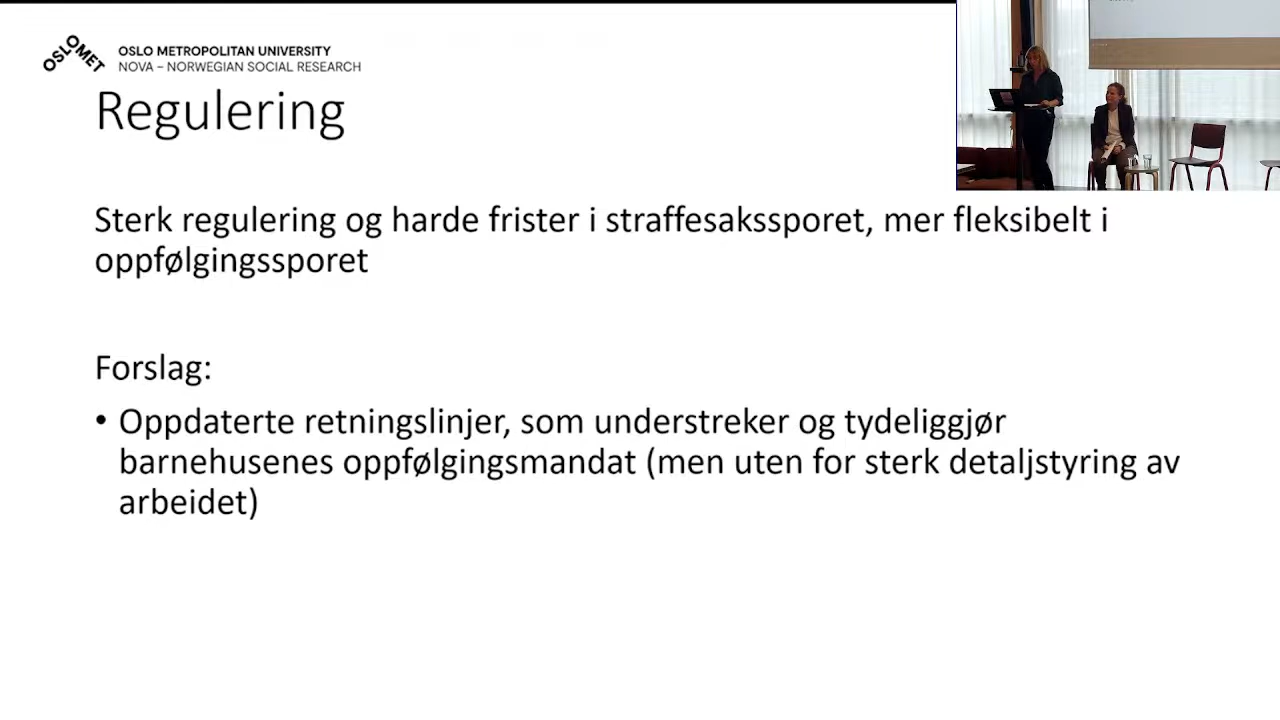 OSLOMET
OSLO METROPOLITAN UNIVERSITY
NOVA – NORWEGIAN SOCIAL RESEARCH
Regulering
Sterk regulering og harde frister i straffesakssporet, mer fleksibelt i
oppfølgingssporet
Forslag:
• Oppdaterte retningslinjer, som understreker og tydeliggjør
barnehusenes oppfølgingsmandat (men uten for sterk detaljstyring av
arbeidet)